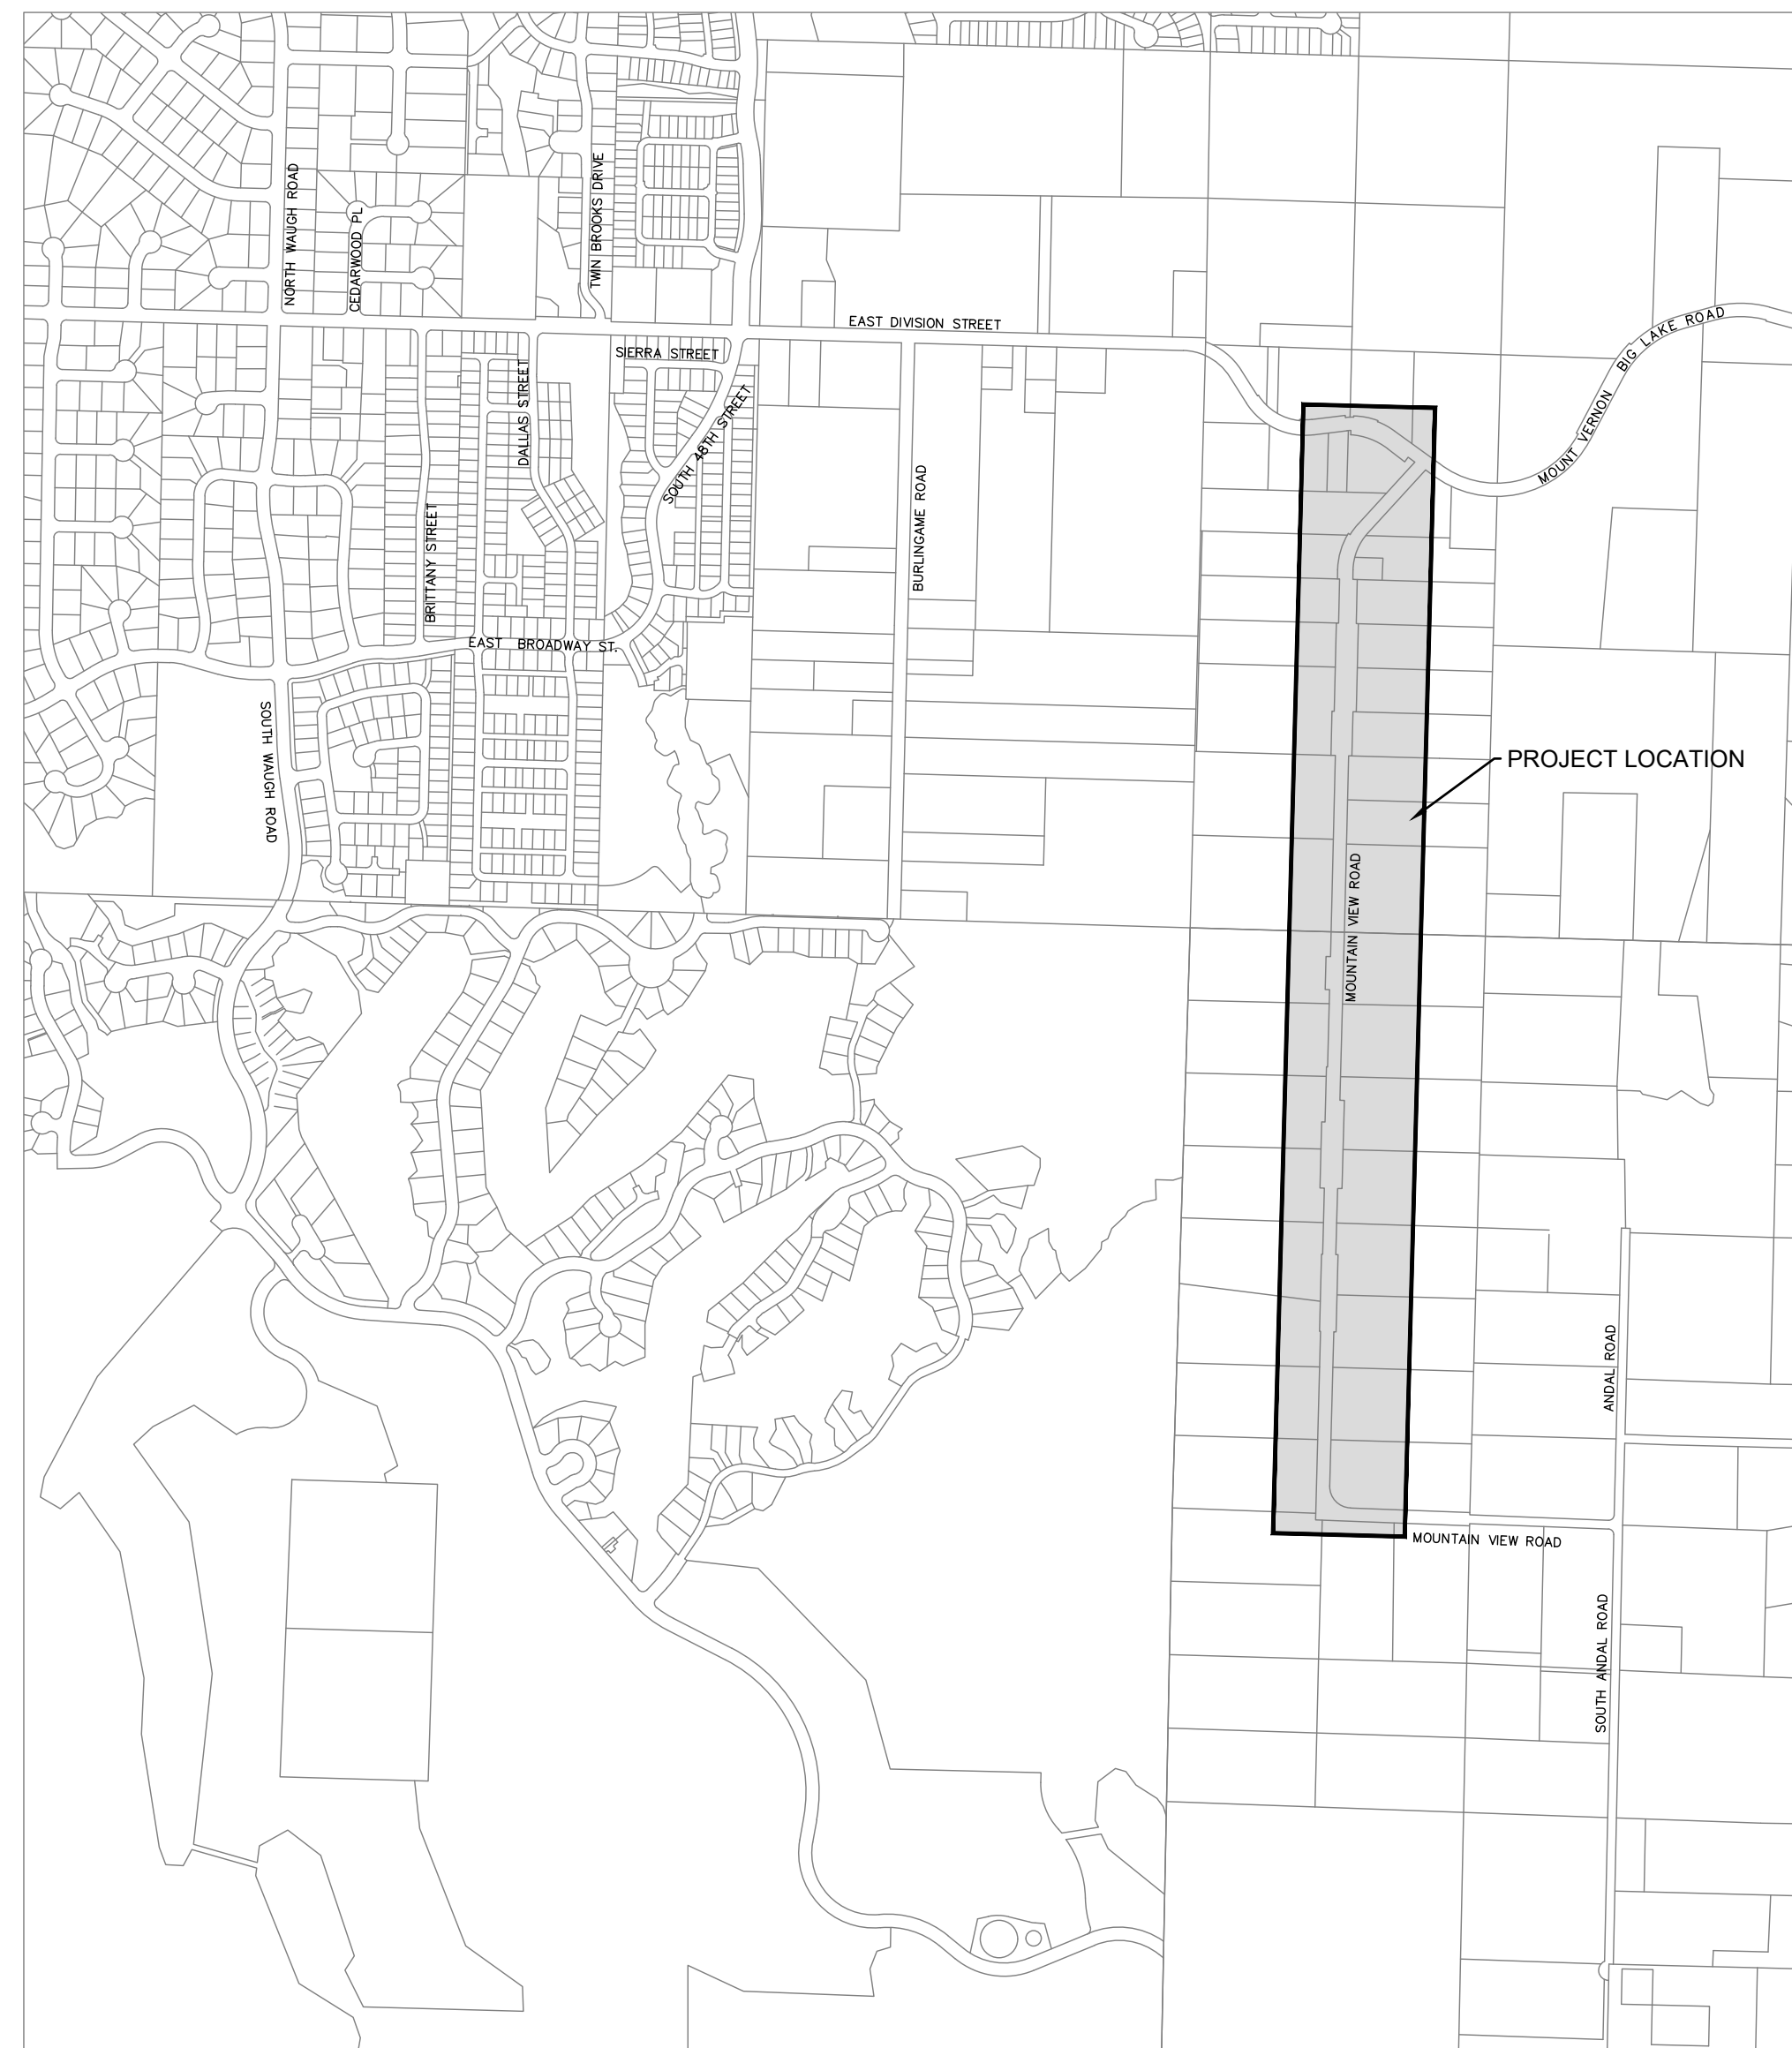 NORTH WAUGH ROAD
CEDARWOOD PL
TWIN BROOKS DRIVE
EAST DIVISION STREET
MOUNT VERNON BIG LAKE ROAD
SIERRA STREET
DALLAS STREET
SOUTH 48TH STREET
BURLINGAME ROAD
BRITTANY STREET
EAST BROADWAY ST.
SOUTH WAUGH ROAD
PROJECT LOCATION
MOUNTAIN VIEW ROAD
ANDAL ROAD
MOUNTAIN VIEW ROAD
SOUTH ANDAL ROAD